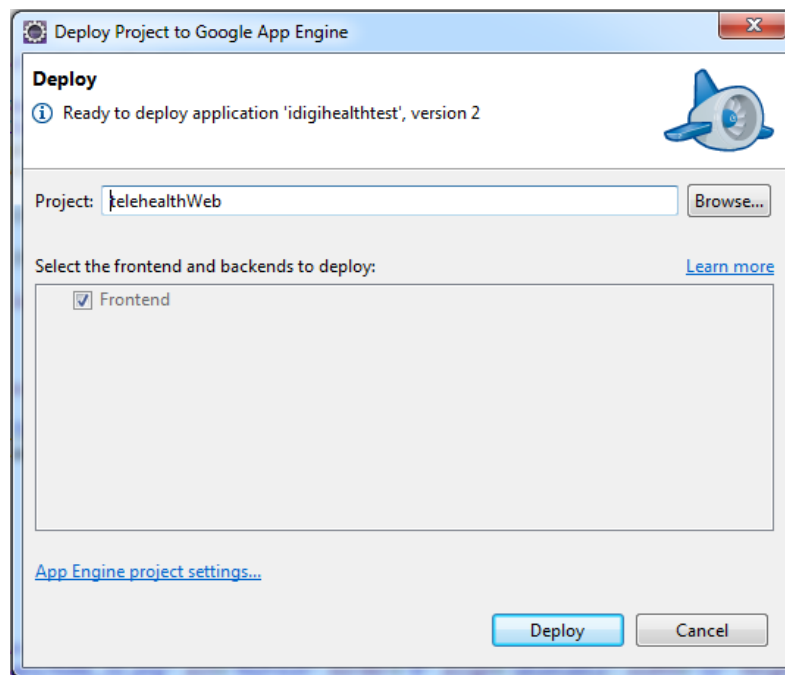 Deploy Project to Google App Engine
Deploy
Ready to deploy application 'idigihealthtest', version 2
Project: telehealthWeb Browse...
Select the frontend and backends to deploy: Learn more
Frontend
App Engine project settings...
Deploy Cancel